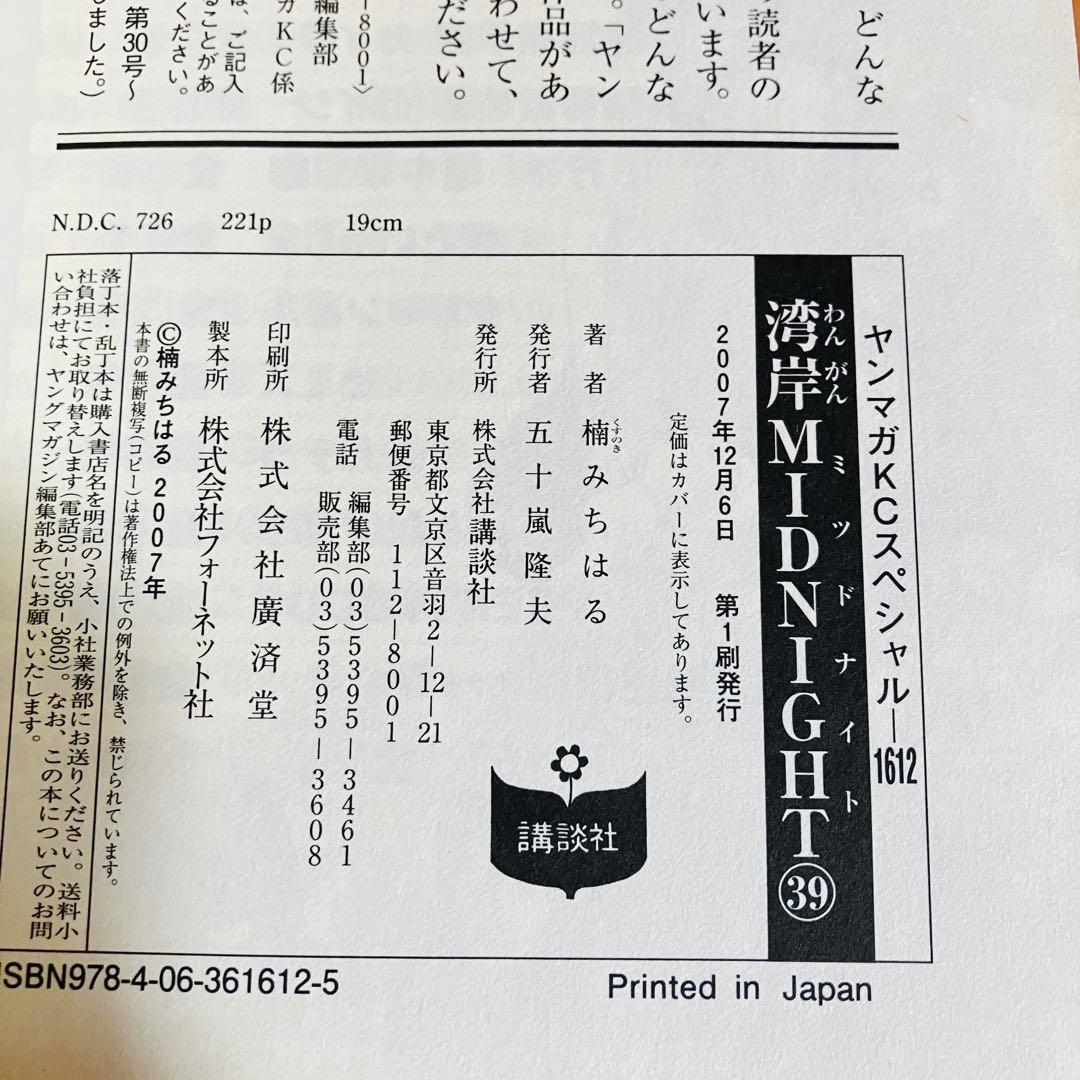 どんな
読者の
います。
どんな
。「ヤン
作品があ
わせて、
ださい。
-8001〉
編集部
ガKC係
は、ご記入
ることがあ
ください。
第30号〜
しました。）
N.D.C. 726 221p 19cm
ヤンマガKCスペシャル―1612
湾岸MIDNIGHT㊴
わんがんミッドナイト
2007年12月6日 第1刷発行
定価はカバーに表示してあります。
著者 楠みちはる
くすのき
発行者 五十嵐隆夫
発行所 株式会社講談社
東京都文京区音羽2―12―21
郵便番号 112―8001
電話 編集部(03)5395―3461
販売部(03)5395―3608
印刷所 株式会社廣済堂
製本所 株式会社フォーネット社
©楠みちはる 2007年
本書の無断複写(コピー)は著作権法上での例外を除き、禁じられています。
落丁本・乱丁本は購入書店名を明記のうえ、小社業務部にお送りください。送料小
社負担にてお取り替えします(電話03-5395-3603)。なお、この本についてのお問
い合わせは、ヤングマガジン編集部あてにお願いいたします。
講談社
ISBN978-4-06-361612-5
Printed in Japan